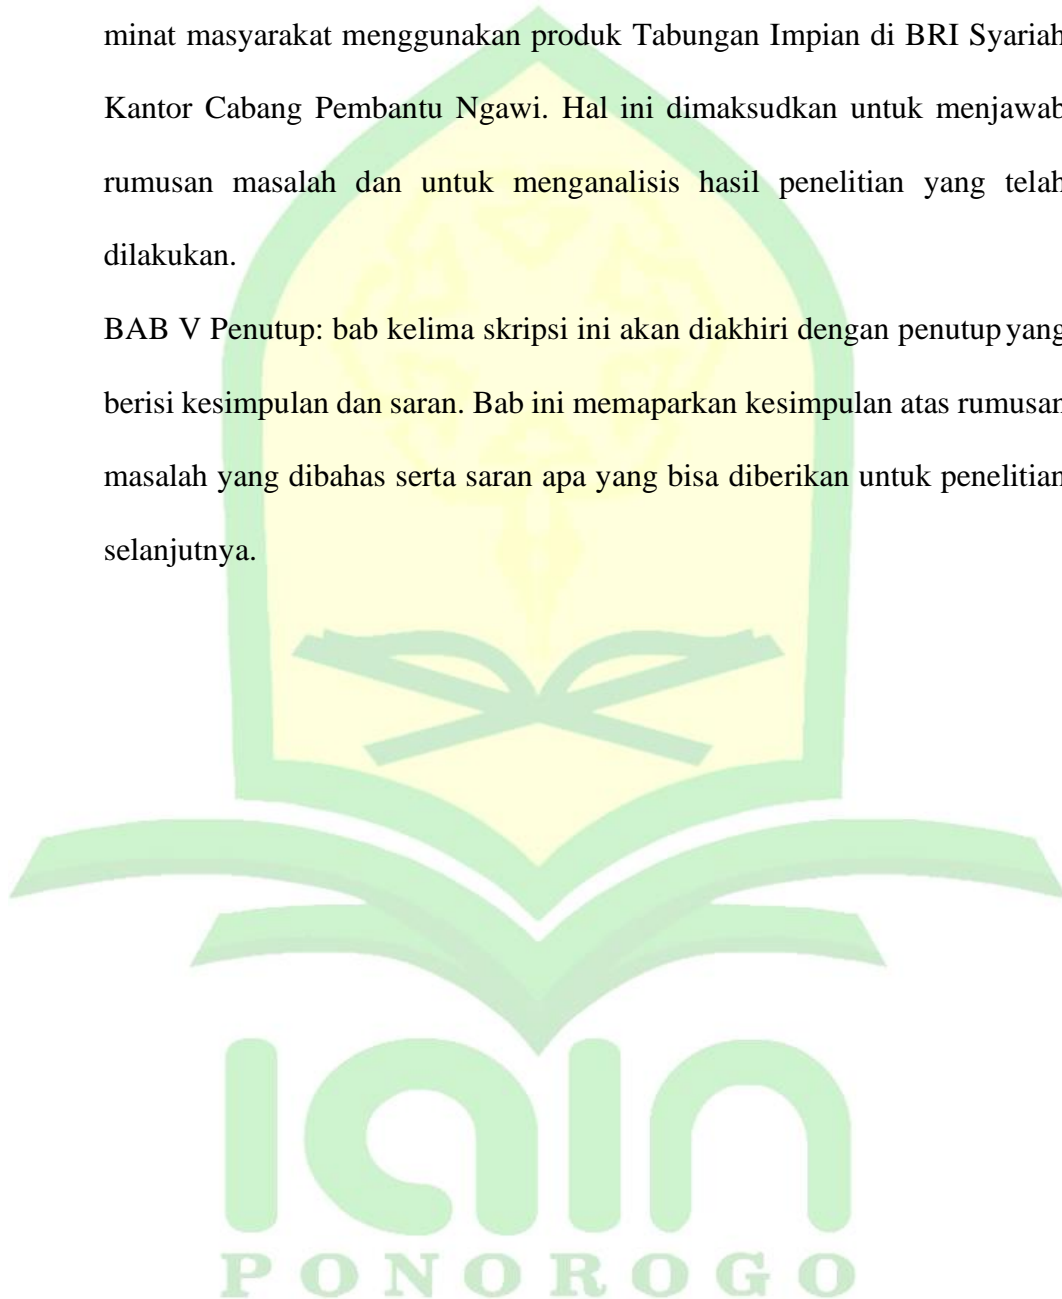 minat masyarakat menggunakan produk Tabungan Impian di BRI Syariah
Kantor Cabang Pembantu Ngawi. Hal ini dimaksudkan untuk menjawab
rumusan masalah dan untuk menganalisis hasil penelitian yang telah
dilakukan.
BAB V Penutup: bab kelima skripsi ini akan diakhiri dengan penutup yang
berisi kesimpulan dan saran. Bab ini memaparkan kesimpulan atas rumusan
masalah yang dibahas serta saran apa yang bisa diberikan untuk penelitian
selanjutnya.
iain
PONOROGO